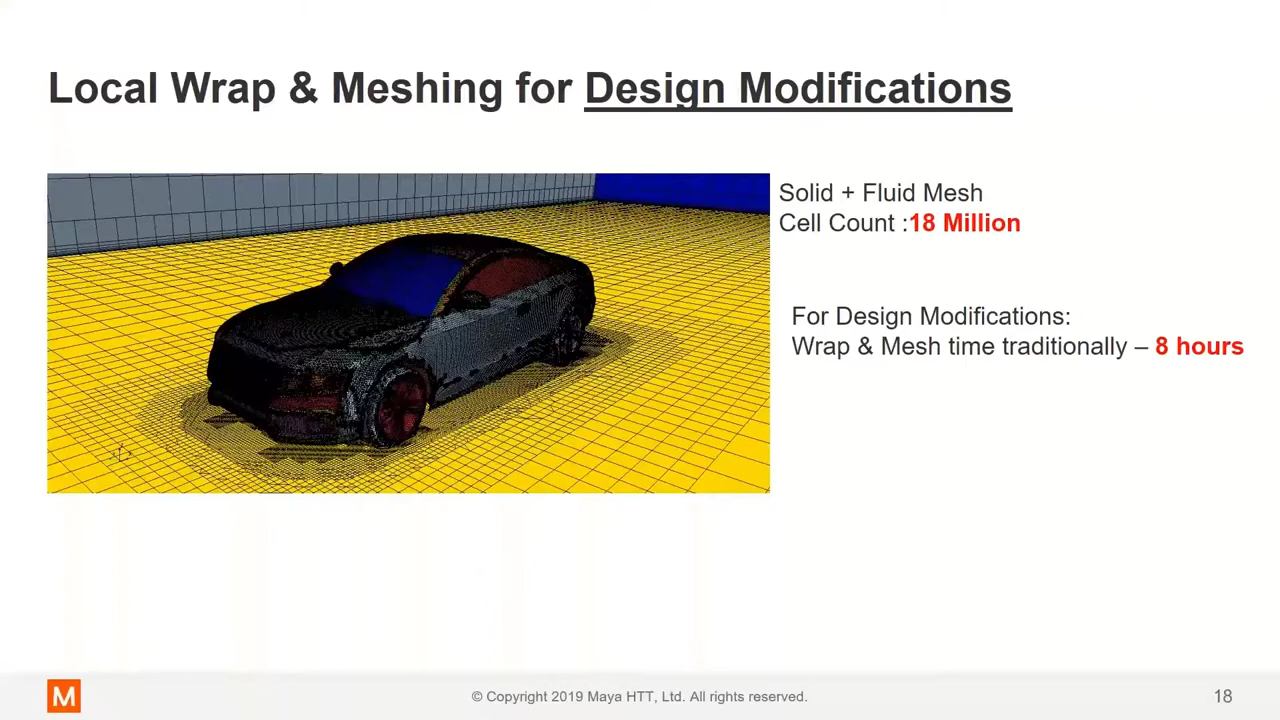 Local Wrap & Meshing for Design Modifications
Solid + Fluid Mesh
Cell Count :18 Million
For Design Modifications:
Wrap & Mesh time traditionally – 8 hours
M
© Copyright 2019 Maya HTT, Ltd. All rights reserved.
18